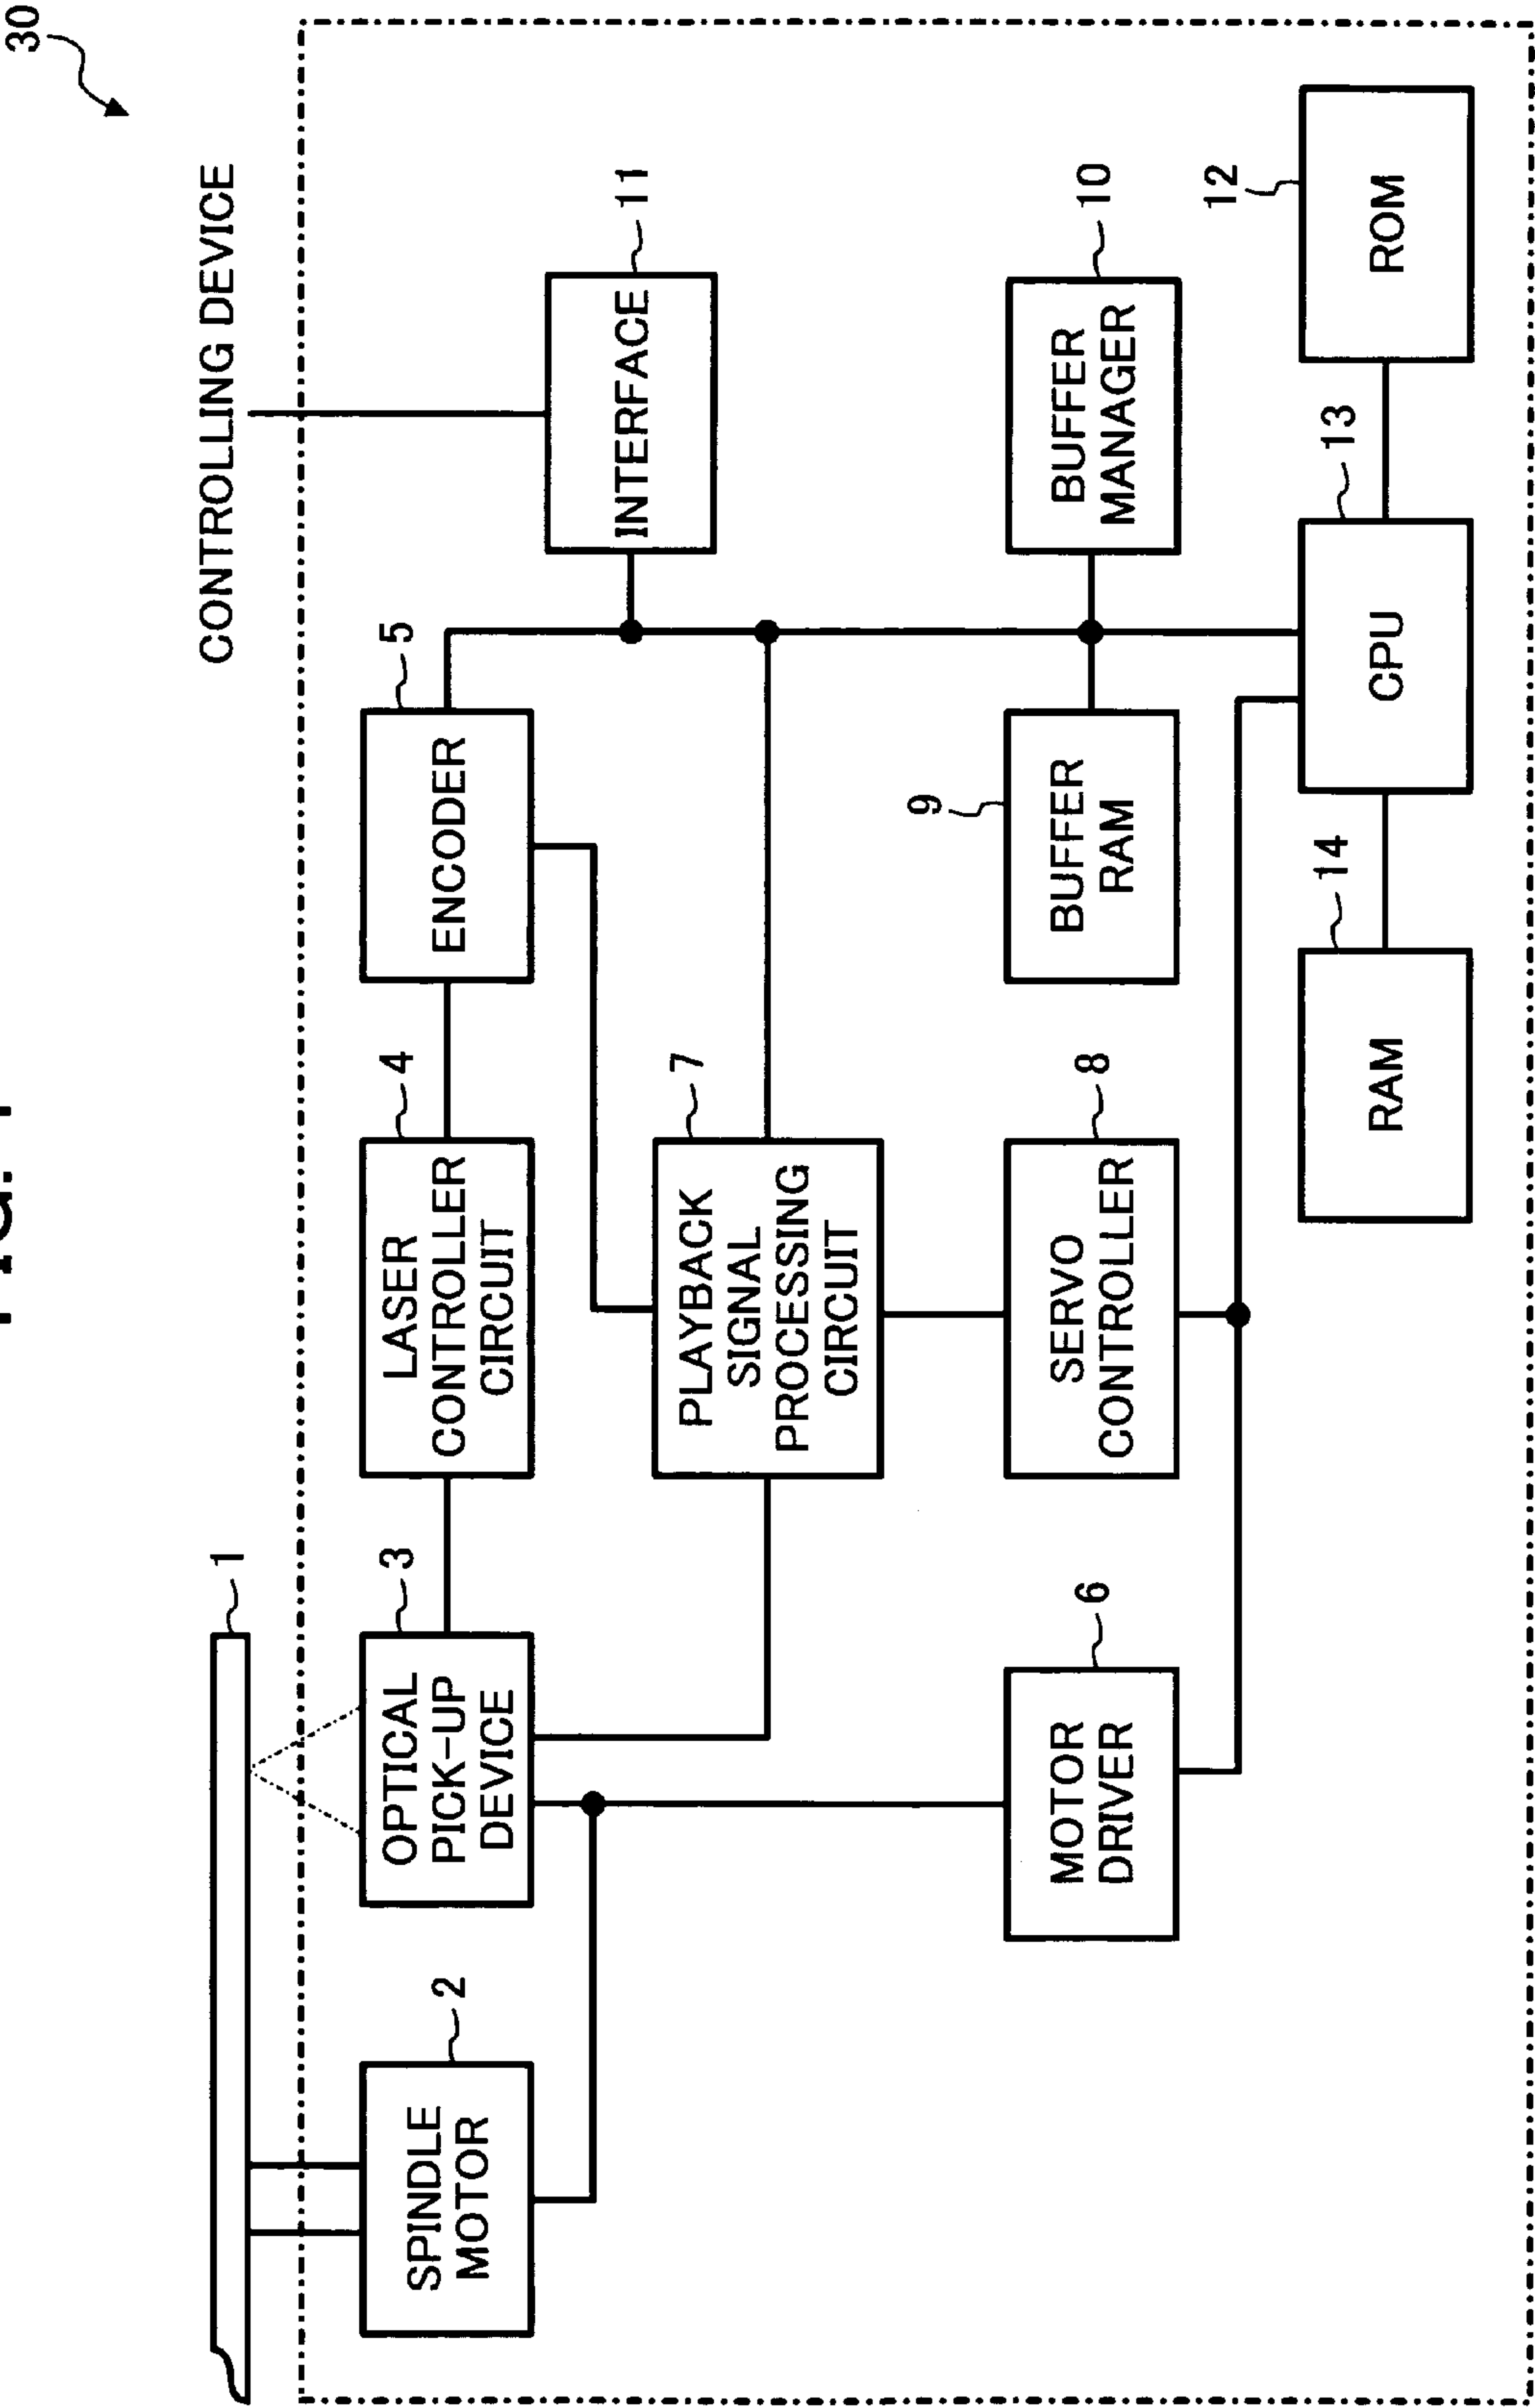 30
CONTROLLING DEVICE
1
2
SPINDLE
MOTOR
3
OPTICAL
PICK-UP
DEVICE
4
LASER
CONTROLLER
CIRCUIT
5
ENCODER
11
INTERFACE
7
PLAYBACK
SIGNAL
PROCESSING
CIRCUIT
6
MOTOR
DRIVER
8
SERVO
CONTROLLER
9
BUFFER
RAM
10
BUFFER
MANAGER
14
RAM
13
CPU
12
ROM